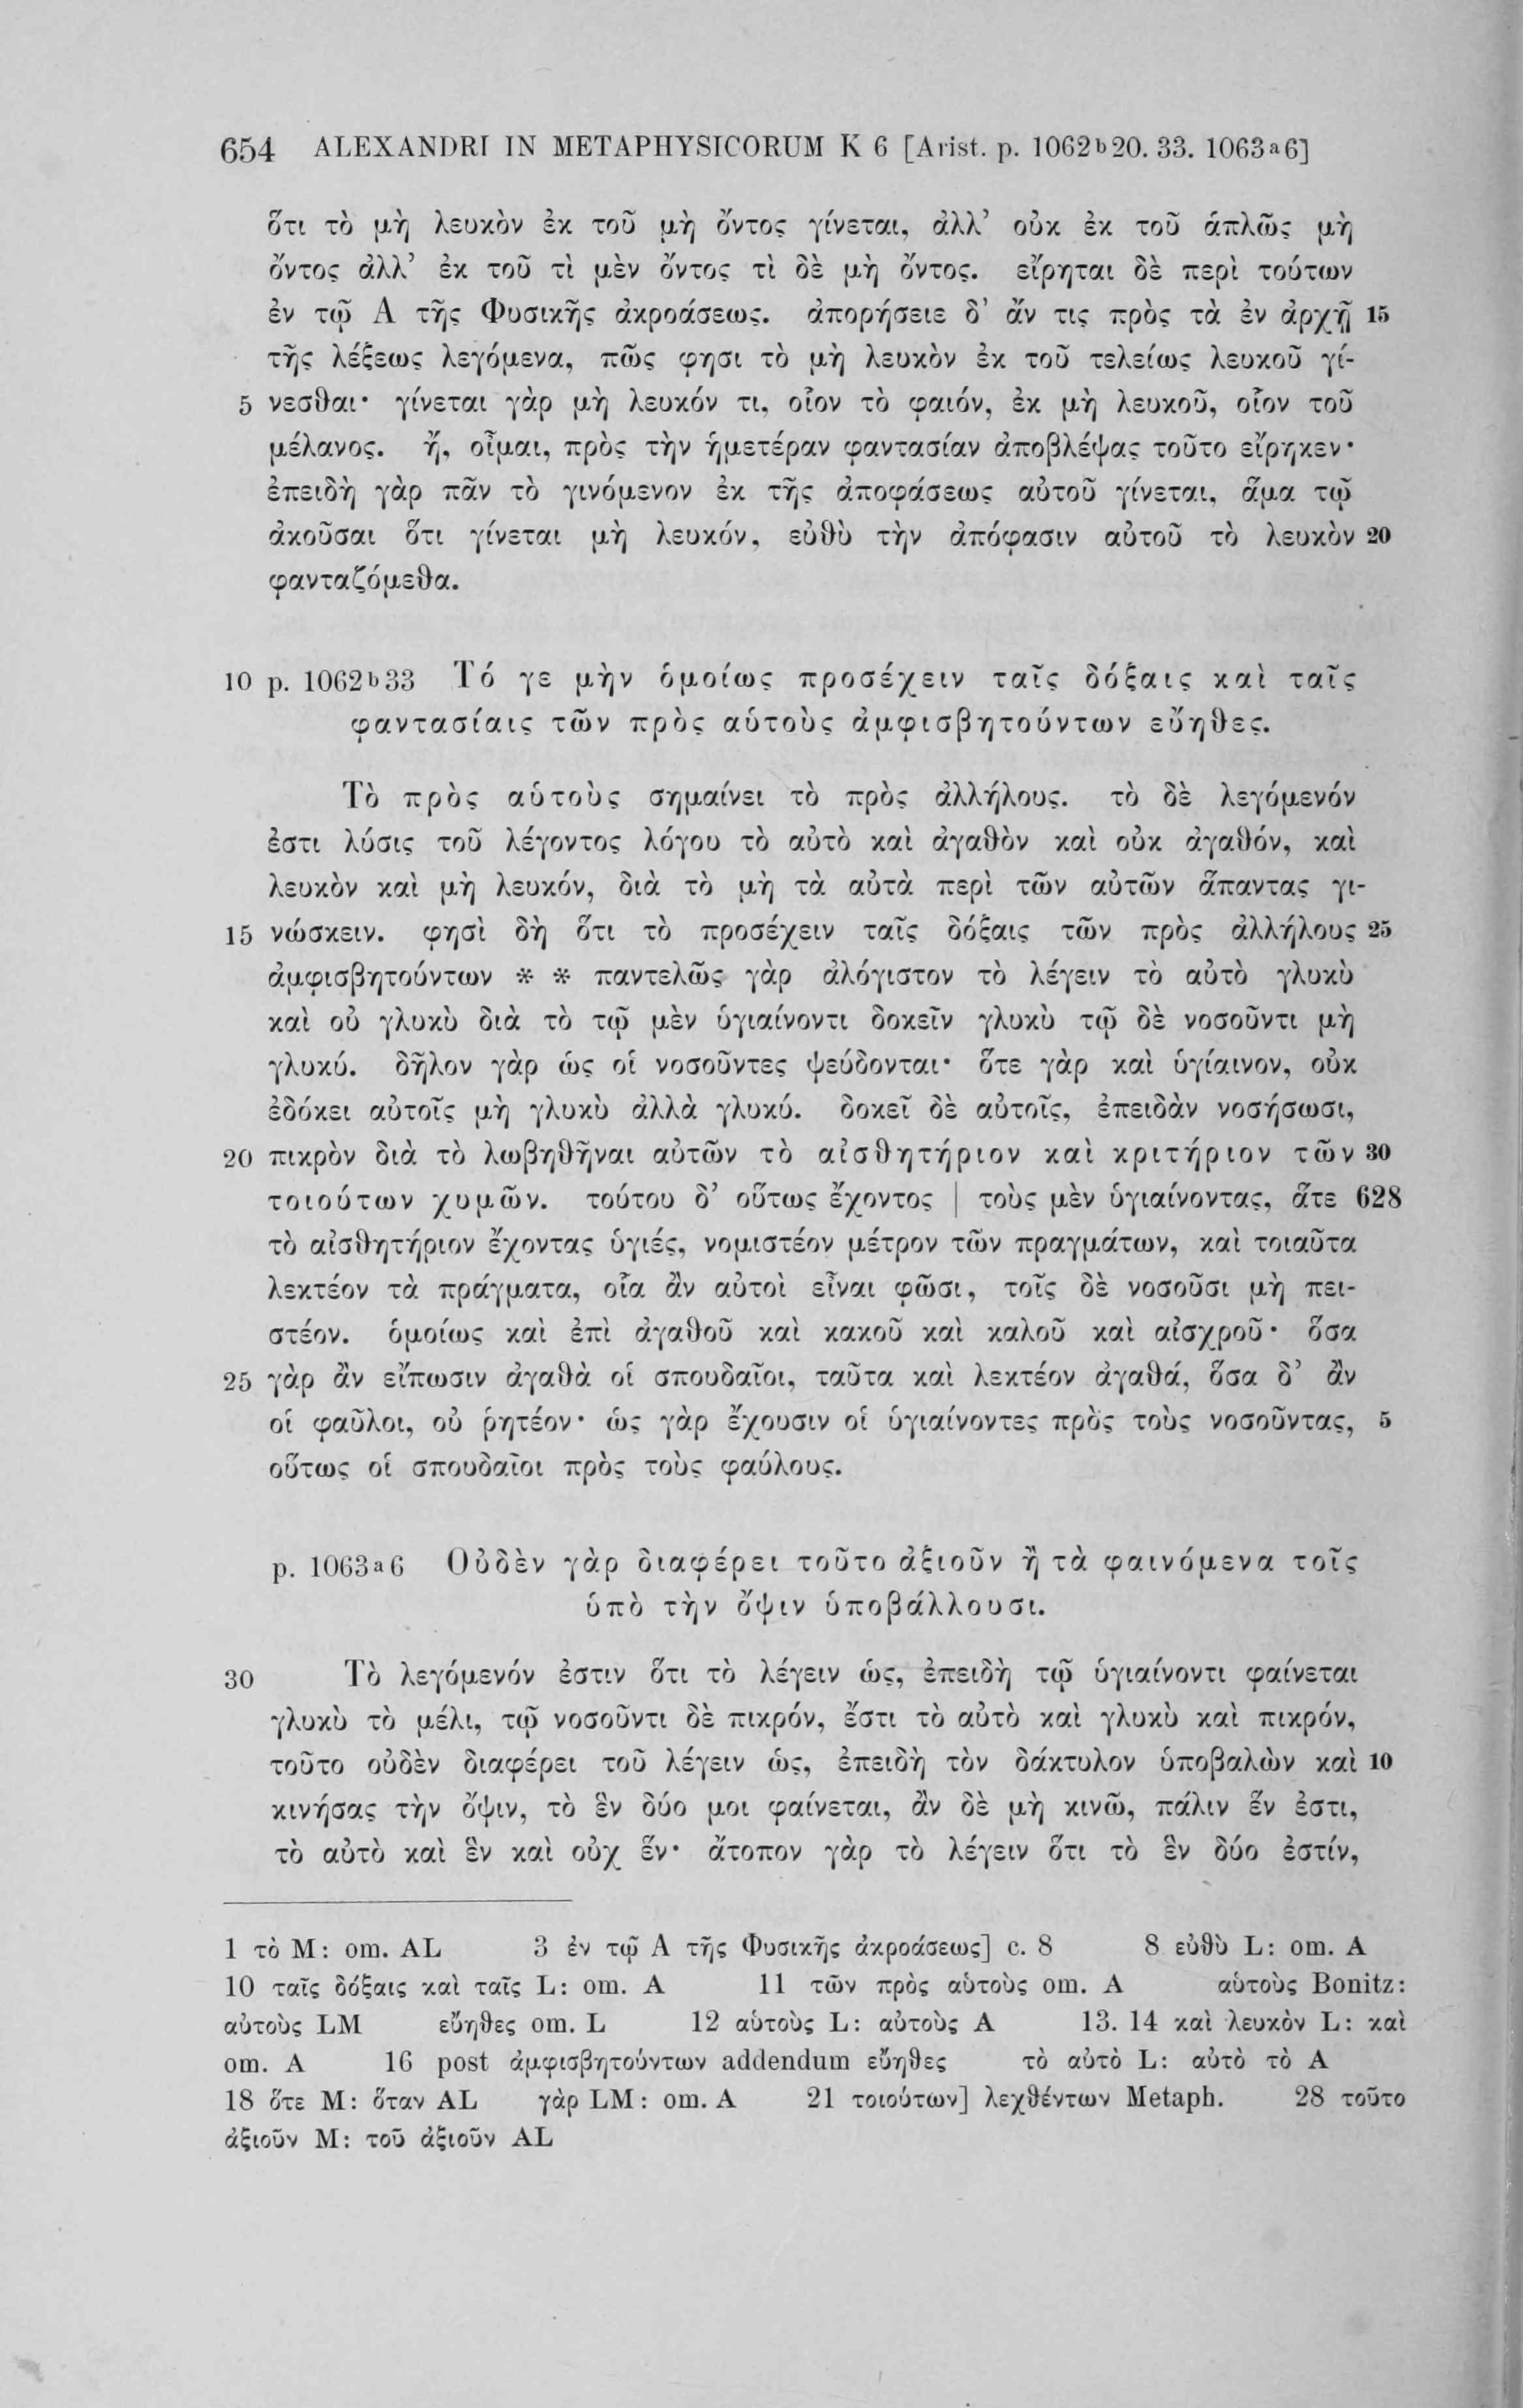 654 ALEXANDRI IN METAPHYSICORUM K 6 [Arist. p. 1062b20. 33. 1063a6]
ὅτι τὸ μὴ λευκὸν ἐκ τοῦ μὴ ὄντος γίνεται, ἀλλ’ οὐκ ἐκ τοῦ ἁπλῶς μὴ
ὄντος ἀλλ’ ἐκ τοῦ τὶ μὲν ὄντος τὶ δὲ μὴ ὄντος. εἴρηται δὲ περὶ τούτων
ἐν τῷ Α τῆς Φυσικῆς ἀκροάσεως. ἀπορήσειε δ’ ἄν τις πρὸς τὰ ἐν ἀρχῇ 15
τῆς λέξεως λεγόμενα, πῶς φησι τὸ μὴ λευκὸν ἐκ τοῦ τελείως λευκοῦ γί-
5 νεσθαι· γίνεται γὰρ μὴ λευκόν τι, οἷον τὸ φαιόν, ἐκ μὴ λευκοῦ, οἷον τοῦ
μέλανος. ἤ, οἶμαι, πρὸς τὴν ἡμετέραν φαντασίαν ἀποβλέψας τοῦτο εἴρηκεν·
ἐπειδὴ γὰρ πᾶν τὸ γινόμενον ἐκ τῆς ἀποφάσεως αὐτοῦ γίνεται, ἅμα τῷ
ἀκοῦσαι ὅτι γίνεται μὴ λευκόν, εὐθὺ τὴν ἀπόφασιν αὐτοῦ τὸ λευκὸν 20
φανταζόμεθα.
10 p. 1062b33 Τό γε μὴν ὁμοίως προσέχειν ταῖς δόξαις καὶ ταῖς
φαντασίαις τῶν πρὸς αὑτοὺς ἀμφισβητούντων εὔηθες.
Τὸ πρὸς αὑτοὺς σημαίνει τὸ πρὸς ἀλλήλους. τὸ δὲ λεγόμενόν
ἐστι λύσις τοῦ λέγοντος λόγου τὸ αὐτὸ καὶ ἀγαθὸν καὶ οὐκ ἀγαθόν, καὶ
λευκὸν καὶ μὴ λευκόν, διὰ τὸ μὴ τὰ αὐτὰ περὶ τῶν αὐτῶν ἅπαντας γι-
15 νώσκειν. φησὶ δὴ ὅτι τὸ προσέχειν ταῖς δόξαις τῶν πρὸς ἀλλήλους 25
ἀμφισβητούντων * * παντελῶς γὰρ ἀλόγιστον τὸ λέγειν τὸ αὐτὸ γλυκὺ
καὶ οὐ γλυκὺ διὰ τὸ τῷ μὲν ὑγιαίνοντι δοκεῖν γλυκὺ τῷ δὲ νοσοῦντι μὴ
γλυκύ. δῆλον γὰρ ὡς οἱ νοσοῦντες ψεύδονται· ὅτε γὰρ καὶ ὑγίαινον, οὐκ
ἐδόκει αὐτοῖς μὴ γλυκὺ ἀλλὰ γλυκύ. δοκεῖ δὲ αὐτοῖς, ἐπειδὰν νοσήσωσι,
20 πικρὸν διὰ τὸ λωβηθῆναι αὐτῶν τὸ αἰσθητήριον καὶ κριτήριον τῶν 30
τοιούτων χυμῶν. τούτου δ’ οὕτως ἔχοντος | τοὺς μὲν ὑγιαίνοντας, ἅτε 628
τὸ αἰσθητήριον ἔχοντας ὑγιές, νομιστέον μέτρον τῶν πραγμάτων, καὶ τοιαῦτα
λεκτέον τὰ πράγματα, οἷα ἂν αὐτοὶ εἶναι φῶσι, τοῖς δὲ νοσοῦσι μὴ πει-
στέον. ὁμοίως καὶ ἐπὶ ἀγαθοῦ καὶ κακοῦ καὶ καλοῦ καὶ αἰσχροῦ· ὅσα
25 γὰρ ἂν εἴπωσιν ἀγαθὰ οἱ σπουδαῖοι, ταῦτα καὶ λεκτέον ἀγαθά, ὅσα δ’ ἂν
οἱ φαῦλοι, οὐ ῥητέον· ὡς γὰρ ἔχουσιν οἱ ὑγιαίνοντες πρὸς τοὺς νοσοῦντας, 5
οὕτως οἱ σπουδαῖοι πρὸς τοὺς φαύλους.
p. 1063a6 Οὐδὲν γὰρ διαφέρει τοῦτο ἀξιοῦν ἢ τὰ φαινόμενα τοῖς
ὑπὸ τὴν ὄψιν ὑποβάλλουσι.
30 Τὸ λεγόμενόν ἐστιν ὅτι τὸ λέγειν ὡς, ἐπειδὴ τῷ ὑγιαίνοντι φαίνεται
γλυκὺ τὸ μέλι, τῷ νοσοῦντι δὲ πικρόν, ἔστι τὸ αὐτὸ καὶ γλυκὺ καὶ πικρόν,
τοῦτο οὐδὲν διαφέρει τοῦ λέγειν ὡς, ἐπειδὴ τὸν δάκτυλον ὑποβαλὼν καὶ 10
κινήσας τὴν ὄψιν, τὸ ἓν δύο μοι φαίνεται, ἂν δὲ μὴ κινῶ, πάλιν ἕν ἐστι,
τὸ αὐτὸ καὶ ἓν καὶ οὐχ ἕν· ἄτοπον γὰρ τὸ λέγειν ὅτι τὸ ἓν δύο ἐστίν,
1 τὸ M: om. AL 3 ἐν τῷ Α τῆς Φυσικῆς ἀκροάσεως] c. 8 8 εὐθὺ L: om. A
10 ταῖς δόξαις καὶ ταῖς L: om. A 11 τῶν πρὸς αὑτοὺς om. A αὑτοὺς Bonitz:
αὐτοὺς LM εὔηθες om. L 12 αὑτοὺς L: αὐτοὺς A 13. 14 καὶ λευκὸν L: καὶ
om. A 16 post ἀμφισβητούντων addendum εὔηθες τὸ αὐτὸ L: αὐτὸ τὸ A
18 ὅτε M: ὅταν AL γὰρ LM: om. A 21 τοιούτων] λεχθέντων Metaph. 28 τοῦτο
ἀξιοῦν M: τοῦ ἀξιοῦν AL